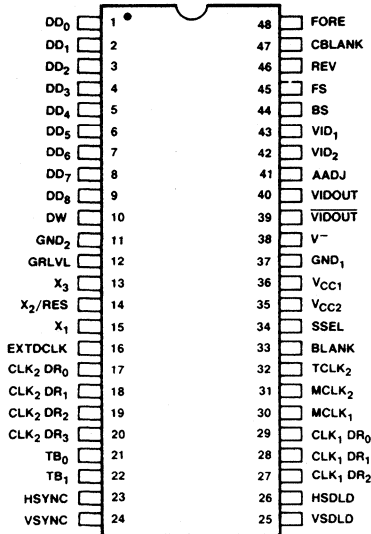 DD₀ 1 48 FORE
DD₁ 2 47 CBLANK
DD₂ 3 46 REV
DD₃ 4 45 FS
DD₄ 5 44 BS
DD₅ 6 43 VID₁
DD₆ 7 42 VID₂
DD₇ 8 41 AADJ
DD₈ 9 40 VIDOUT
DW 10 39 V̅I̅D̅O̅U̅T̅
GND₂ 11 38 V⁻
GRLVL 12 37 GND₁
X₃ 13 36 V_CC1
X₂/RES 14 35 V_CC2
X₁ 15 34 SSEL
EXTDCLK 16 33 BLANK
CLK₂ DR₀ 17 32 TCLK₂
CLK₂ DR₁ 18 31 MCLK₂
CLK₂ DR₂ 19 30 MCLK₁
CLK₂ DR₃ 20 29 CLK₁ DR₀
TB₀ 21 28 CLK₁ DR₁
TB₁ 22 27 CLK₁ DR₂
HSYNC 23 26 HSDLD
VSYNC 24 25 VSDLD